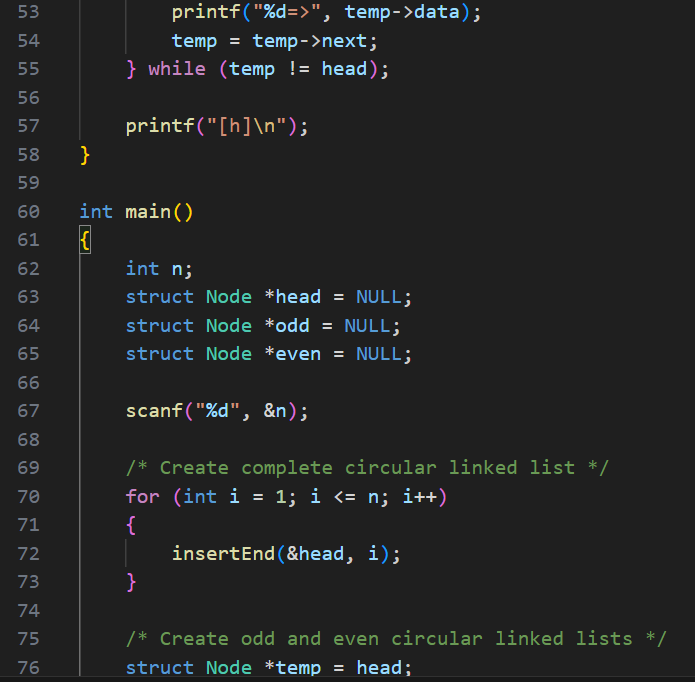 53 printf("%d=>", temp->data);
54 temp = temp->next;
55 } while (temp != head);
56
57 printf("[h]\n");
58 }
59
60 int main()
61 {
62 int n;
63 struct Node *head = NULL;
64 struct Node *odd = NULL;
65 struct Node *even = NULL;
66
67 scanf("%d", &n);
68
69 /* Create complete circular linked list */
70 for (int i = 1; i <= n; i++)
71 {
72 insertEnd(&head, i);
73 }
74
75 /* Create odd and even circular linked lists */
76 struct Node *temp = head;